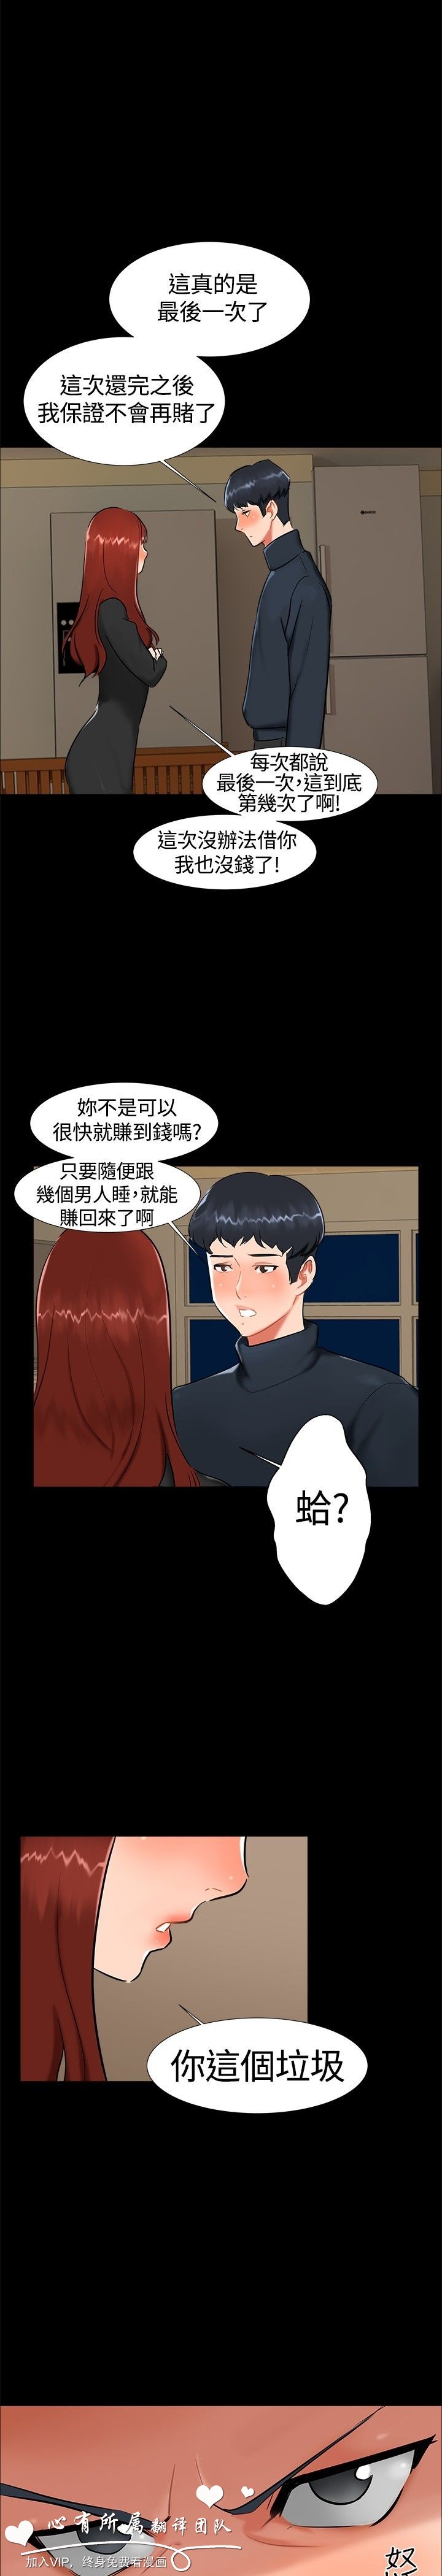 這真的是
最後一次了
這次還完之後
我保證不會再賭了
每次都說
最後一次，這到底
第幾次了啊!
這次沒辦法借你
我也沒錢了!
妳不是可以
很快就賺到錢嗎?
只要隨便跟
幾個男人睡，就能
賺回來了啊
蛤?
你這個垃圾
怒
心有所属翻译团队
加入VIP，终身免费看漫画